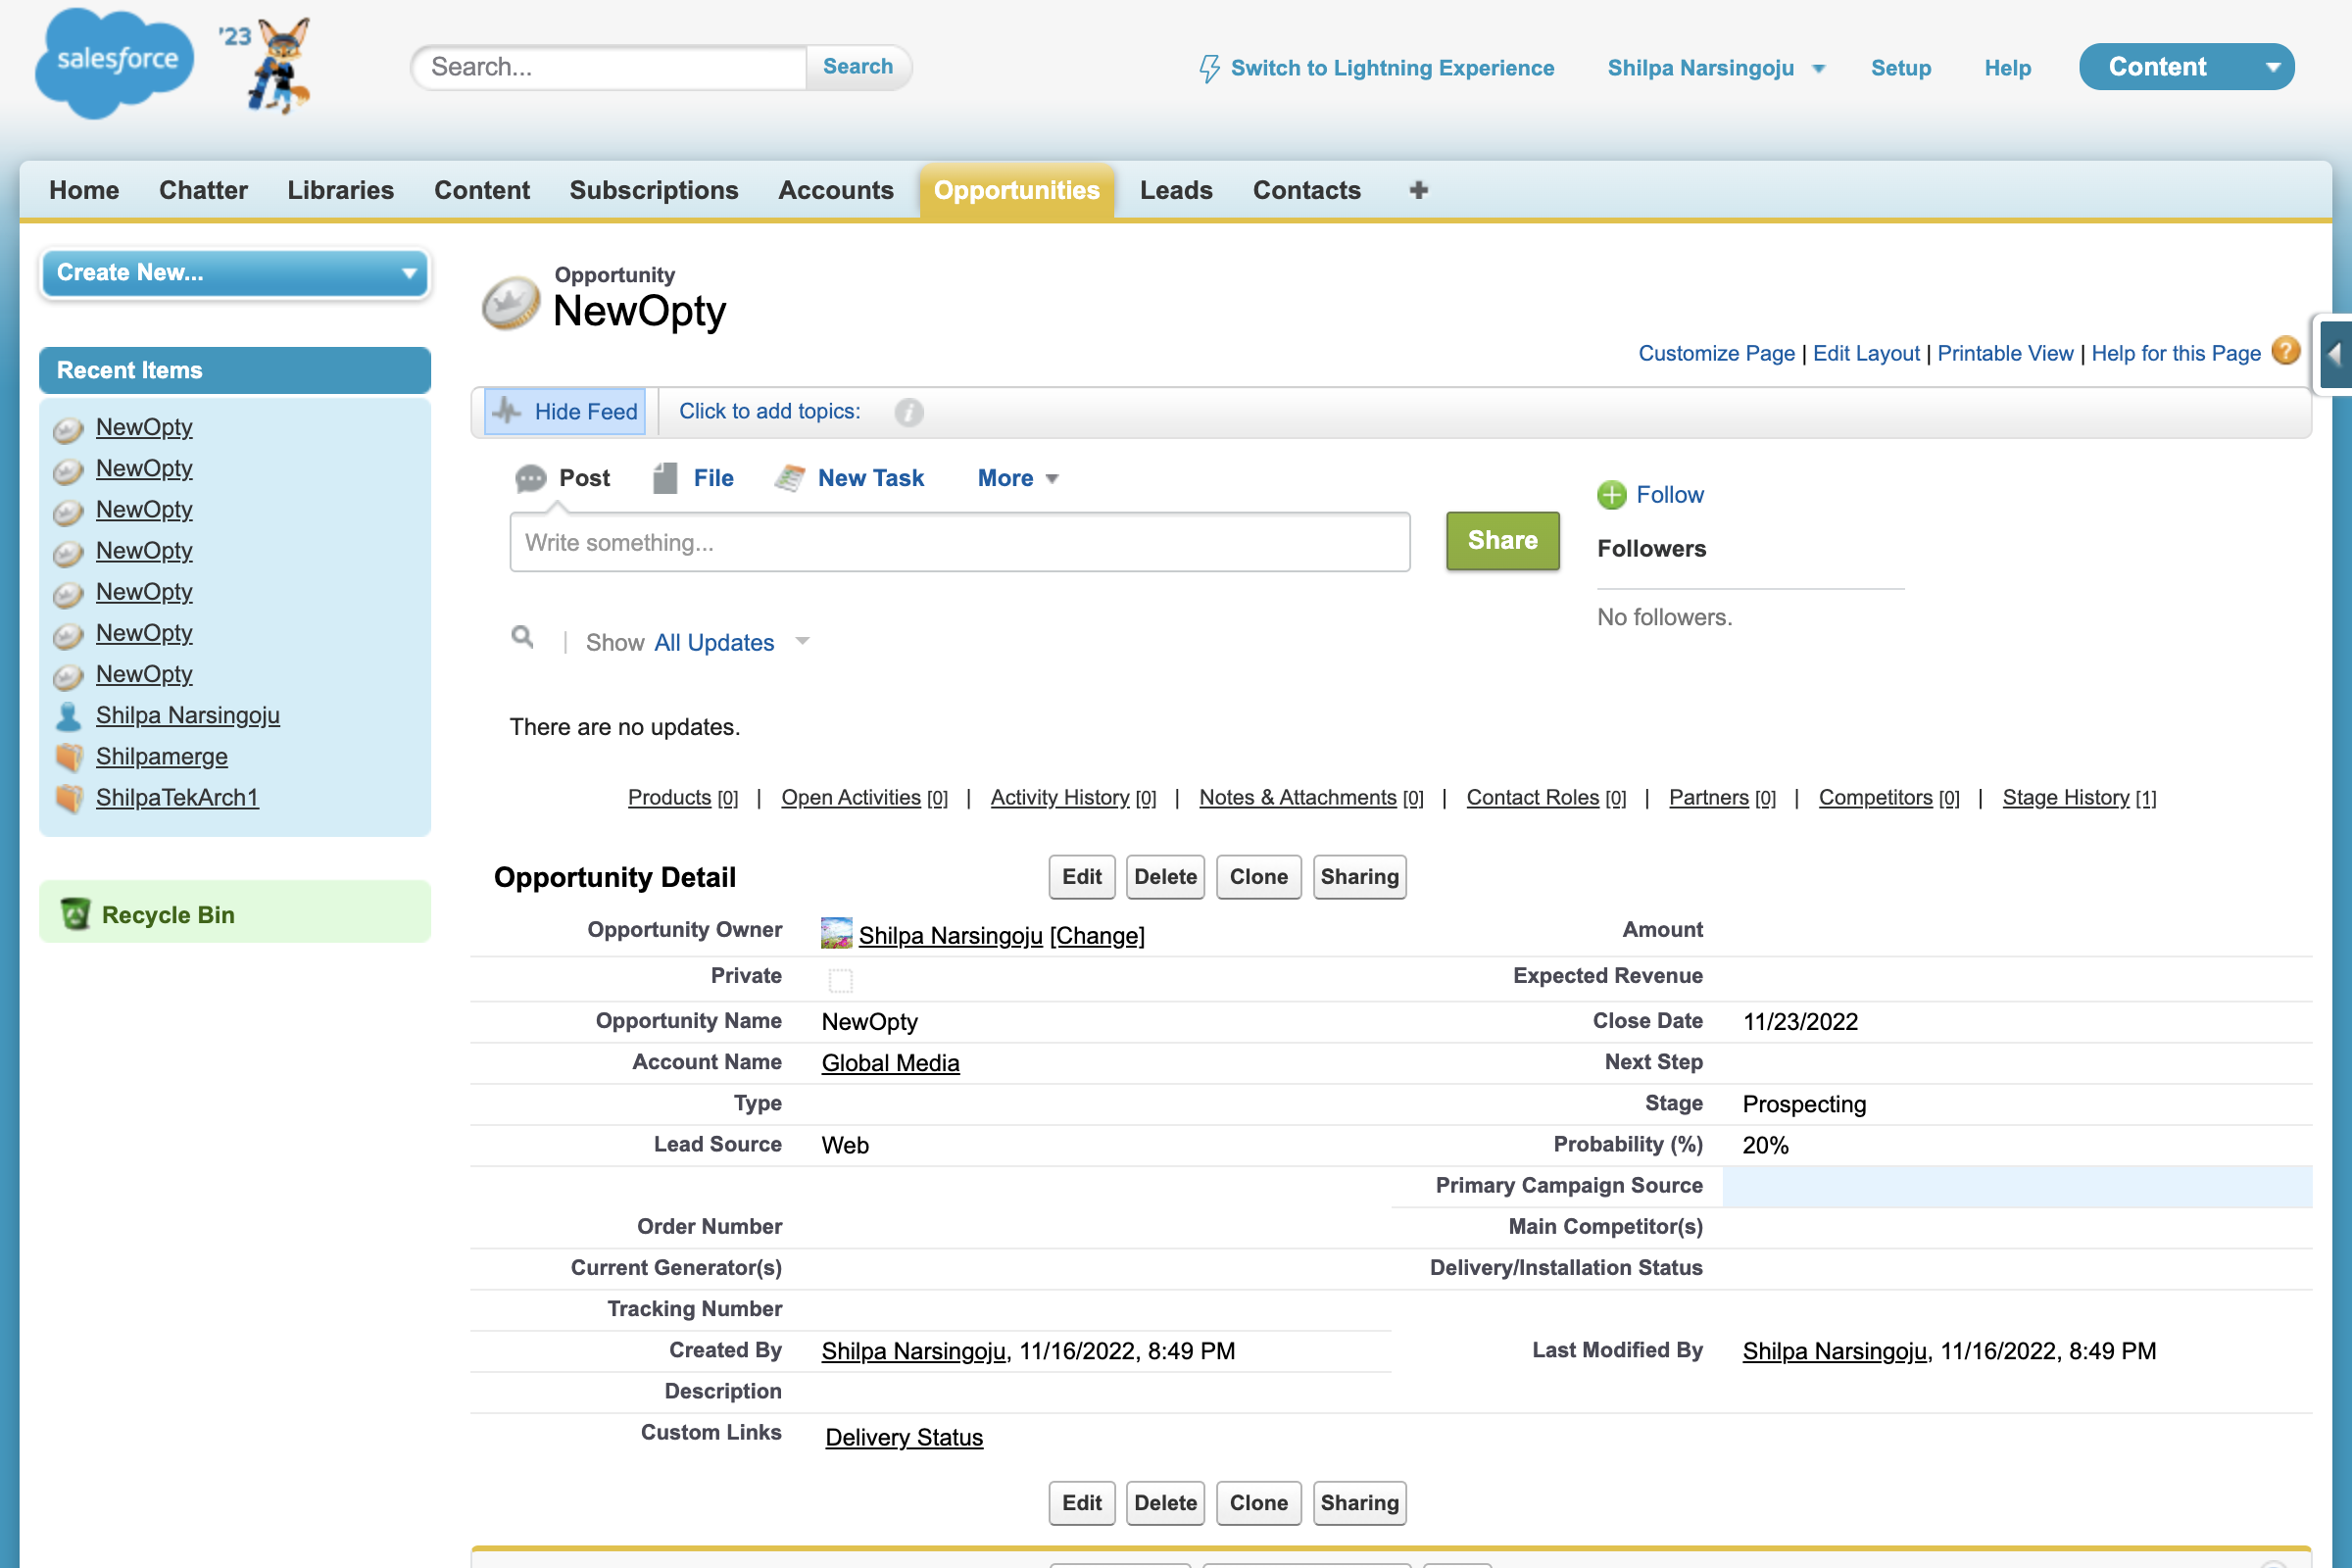 salesforce
'23
Search...
Search
Switch to Lightning Experience
Shilpa Narsingoju
Setup
Help
Content
Home
Chatter
Libraries
Content
Subscriptions
Accounts
Opportunities
Leads
Contacts
Create New...
Recent Items
NewOpty
NewOpty
NewOpty
NewOpty
NewOpty
NewOpty
NewOpty
Shilpa Narsingoju
Shilpamerge
ShilpaTekArch1
Recycle Bin
Opportunity
NewOpty
Customize Page | Edit Layout | Printable View | Help for this Page ?
Hide Feed
Click to add topics: i
Post
File
New Task
More
Write something...
Share
Follow
Followers
No followers.
| Show All Updates
There are no updates.
Products [0] | Open Activities [0] | Activity History [0] | Notes & Attachments [0] | Contact Roles [0] | Partners [0] | Competitors [0] | Stage History [1]
Opportunity Detail
Edit
Delete
Clone
Sharing
Opportunity Owner Shilpa Narsingoju [Change] Amount
Private Expected Revenue
Opportunity Name NewOpty Close Date 11/23/2022
Account Name Global Media Next Step
Type Stage Prospecting
Lead Source Web Probability (%) 20%
Primary Campaign Source
Order Number Main Competitor(s)
Current Generator(s) Delivery/Installation Status
Tracking Number
Created By Shilpa Narsingoju, 11/16/2022, 8:49 PM Last Modified By Shilpa Narsingoju, 11/16/2022, 8:49 PM
Description
Custom Links Delivery Status
Edit
Delete
Clone
Sharing